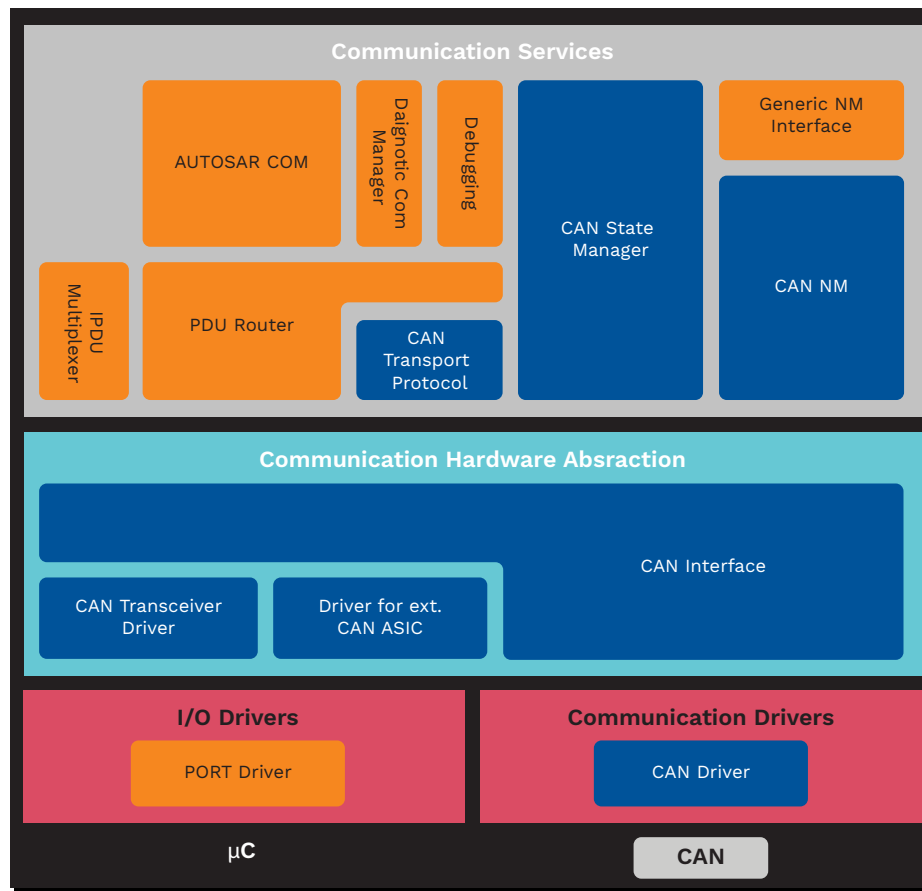 Communication Services
AUTOSAR COM
Daignotic Com
Manager
Debugging
CAN State
Manager
Generic NM
Interface
CAN NM
IPDU
Multiplexer
PDU Router
CAN
Transport
Protocol
Communication Hardware Absraction
CAN Interface
CAN Transceiver
Driver
Driver for ext.
CAN ASIC
I/O Drivers
PORT Driver
Communication Drivers
CAN Driver
µC
CAN